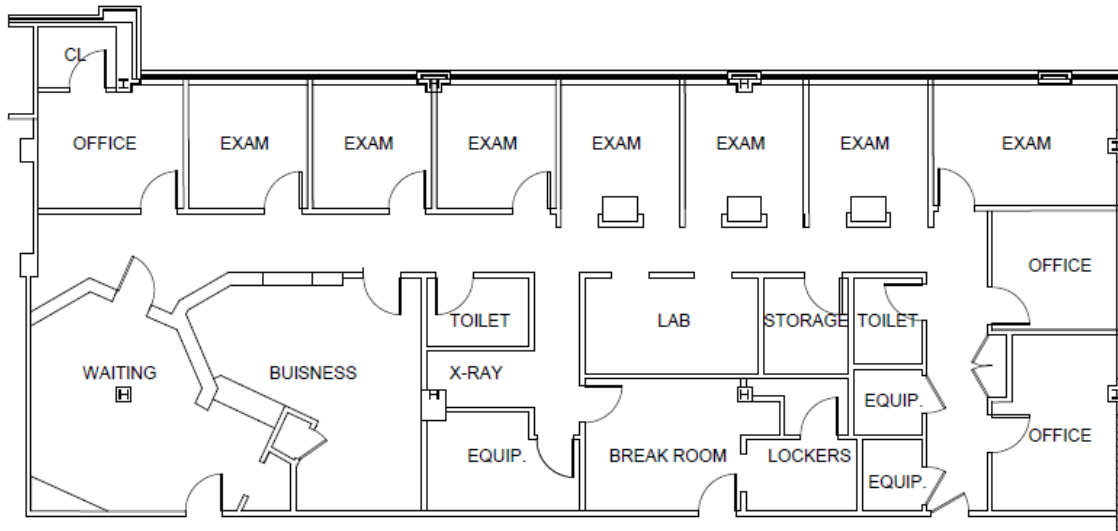 CL
OFFICE
EXAM
EXAM
EXAM
EXAM
EXAM
EXAM
EXAM
OFFICE
TOILET
LAB
STORAGE
TOILET
WAITING
BUISNESS
X-RAY
EQUIP.
OFFICE
EQUIP.
BREAK ROOM
LOCKERS
EQUIP.